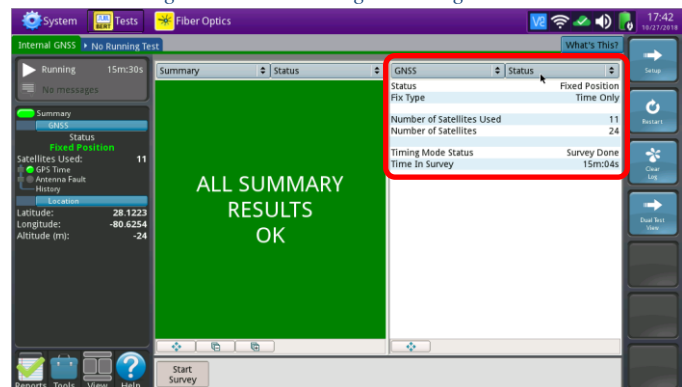 System
Tests
Fiber Optics
V2
17:42
10/27/2018
Internal GNSS
No Running Test
What's This?
Running 15m:30s
No messages
Summary
GNSS
Status
Fixed Position
Satellites Used: 11
GPS Time
Antenna Fault
History
Location
Latitude: 28.1223
Longitude: -80.6254
Altitude (m): -24
Summary
Status
ALL SUMMARY
RESULTS
OK
GNSS
Status
Status Fixed Position
Fix Type Time Only
Number of Satellites Used 11
Number of Satellites 24
Timing Mode Status Survey Done
Time In Survey 15m:04s
Setup
Restart
Clear
Log
Dual Test
View
Reports
Tools
View
Help
Start
Survey